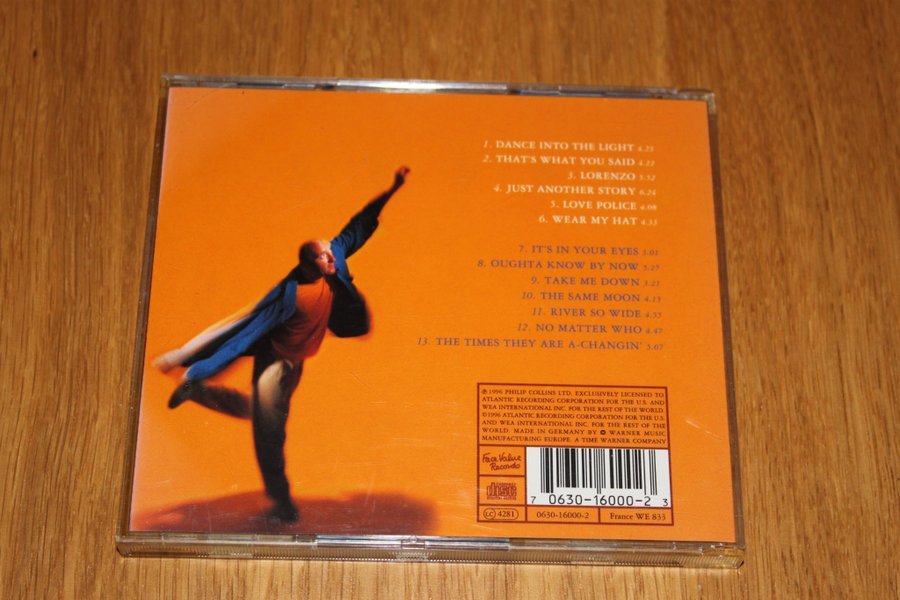 1. DANCE INTO THE LIGHT 4.23
2. THAT'S WHAT YOU SAID 4.22
3. LORENZO 5.52
4. JUST ANOTHER STORY 6.24
5. LOVE POLICE 4.08
6. WEAR MY HAT 4.33
7. IT'S IN YOUR EYES 3.01
8. OUGHTA KNOW BY NOW 5.27
9. TAKE ME DOWN 3.21
10. THE SAME MOON 4.13
11. RIVER SO WIDE 4.55
12. NO MATTER WHO 4.47
13. THE TIMES THEY ARE A-CHANGIN' 5.07
℗1996 PHILIP COLLINS LTD. EXCLUSIVELY LICENSED TO
ATLANTIC RECORDING CORPORATION FOR THE U.S. AND
WEA INTERNATIONAL INC. FOR THE REST OF THE WORLD.
©1996 ATLANTIC RECORDING CORPORATION FOR THE U.S.
AND WEA INTERNATIONAL INC. FOR THE REST OF THE
WORLD. MADE IN GERMANY BY WARNER MUSIC
MANUFACTURING EUROPE. A TIME WARNER COMPANY
Face Value
Records
COMPACT
disc
DIGITAL AUDIO
LC 4281
7 0630-16000-2 3
0630-16000-2
France WE 833